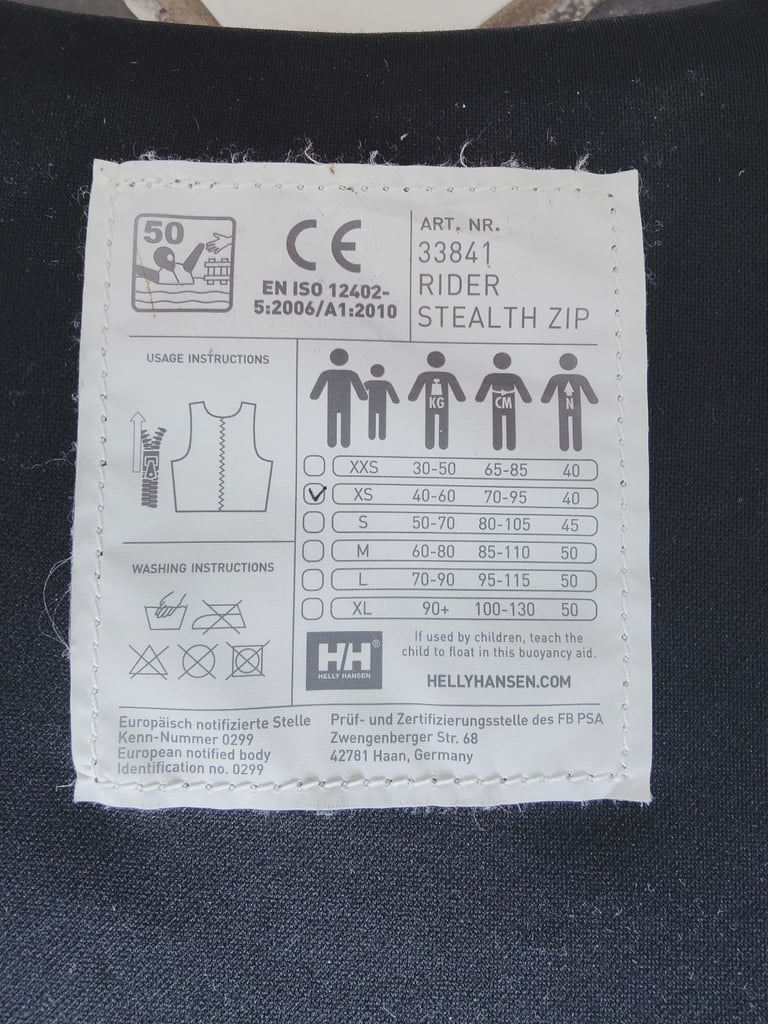 50
CE
EN ISO 12402-
5:2006/A1:2010
ART. NR.
33841
RIDER
STEALTH ZIP
USAGE INSTRUCTIONS
KG CM N
XXS 30-50 65-85 40
XS 40-60 70-95 40
S 50-70 80-105 45
M 60-80 85-110 50
L 70-90 95-115 50
XL 90+ 100-130 50
WASHING INSTRUCTIONS
H/H®
HELLY HANSEN
If used by children, teach the
child to float in this buoyancy aid.
HELLYHANSEN.COM
Europäisch notifizierte Stelle
Kenn-Nummer 0299
European notified body
Identification no. 0299
Prüf- und Zertifizierungsstelle des FB PSA
Zwengenberger Str. 68
42781 Haan, Germany